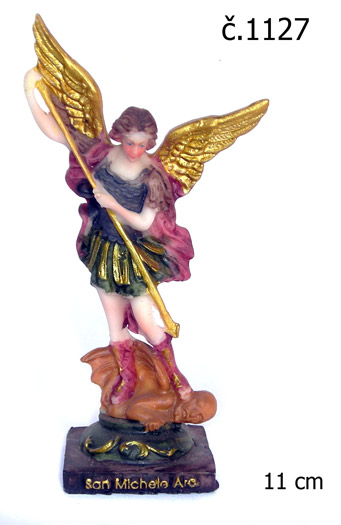 č.1127
San Michele Arc.
11 cm